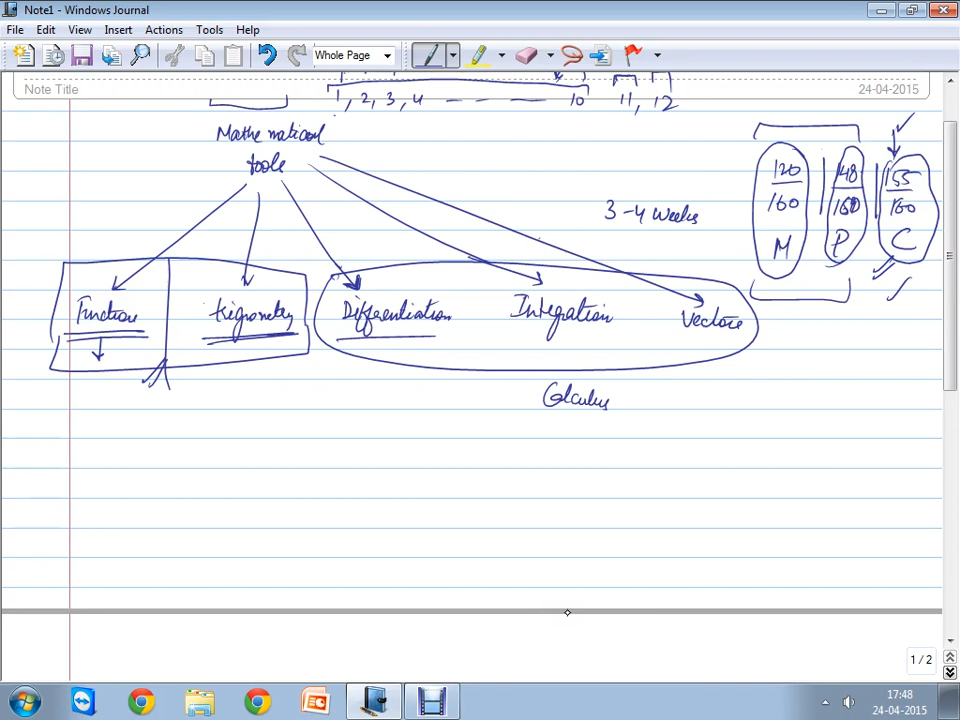 Note1 - Windows Journal
File Edit View Insert Actions Tools Help
Whole Page
Note Title 24-04-2015
1, 2, 3, 4 - - - - 10 11, 12
Mathematical
tools
120 148 155
160 160 160
M P C
3-4 Weeks
Function trigrometry Differentiation Integration Vectors
Calculus
1 / 2
17:48
24-04-2015